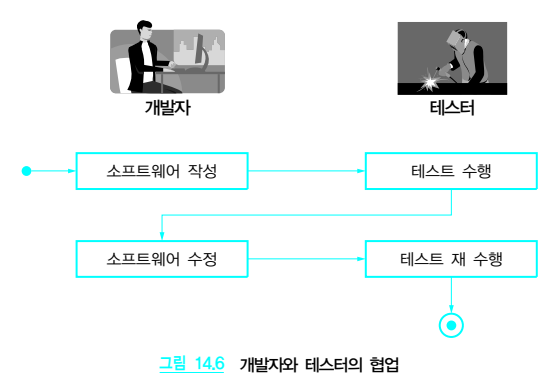 개발자
테스터
소프트웨어 작성
테스트 수행
소프트웨어 수정
테스트 재 수행
그림 14.6 개발자와 테스터의 협업